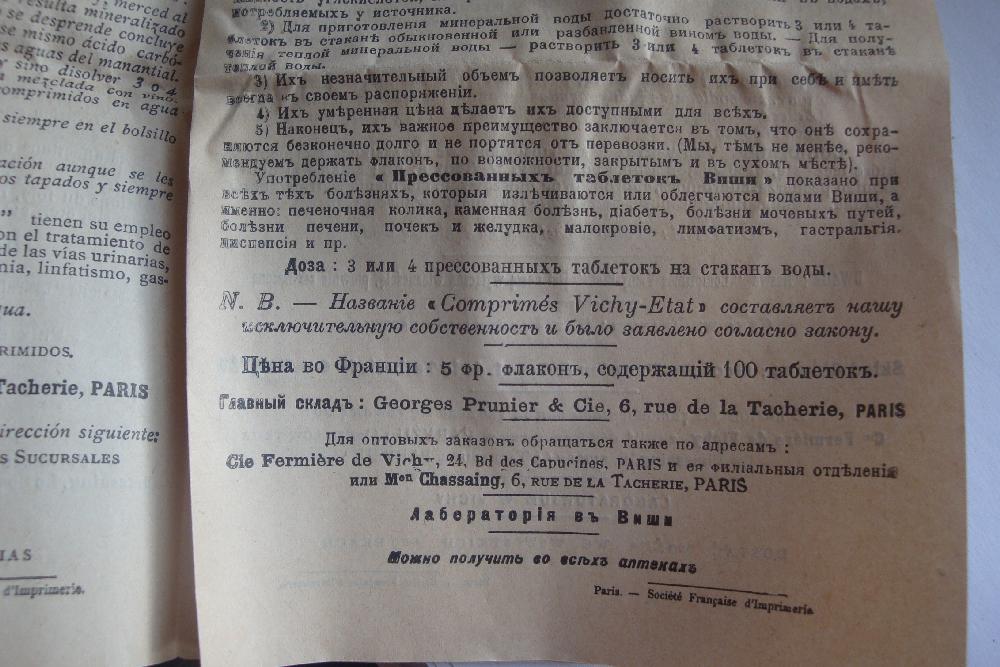 merced al
resulta mineralizado
se desprende concluye
se mismo ácido carbó-
s aguas del manantial.
y sino disolver 3 o 4
mezclada con vino.
comprimidos en agua
siempre en el bolsillo
ación aunque se les
os tapados y siempre
” tienen su empleo
on el tratamiento de
de las vías urinarias,
nia, linfatismo, gas-
ua.
RIMIDOS.
Tacherie, PARIS
irección siguiente:
S SUCURSALES
IAS
d'Imprimerie.
потребляемыхъ у источника.
2) Для приготовленія минеральной воды достаточно растворить 3 или 4 та-
блетокъ въ стаканѣ обыкновенной или разбавленной виномъ воды. — Для полу-
ченія теплой минеральной воды — растворить 3 или 4 таблетокъ въ стаканѣ
теплой воды.
3) Ихъ незначительный объемъ позволяетъ носить ихъ при себѣ и имѣть
всегда къ своемъ распоряженіи.
4) Ихъ умѣренная цѣна дѣлаетъ ихъ доступными для всѣхъ.
5) Наконецъ, ихъ важное преимущество заключается въ томъ, что онѣ сохра-
няются безконечно долго и не портятся отъ перевозки. (Мы, тѣмъ не менѣе, реко-
мендуемъ держать флаконъ, по возможности, закрытымъ и въ сухомъ мѣстѣ).
Употребленіе « Прессованныхъ таблетокъ Виши » показано при
всѣхъ тѣхъ болѣзняхъ, которыя излѣчиваются или облегчаются водами Виши, а
именно: печеночная колика, каменная болѣзнь, діабетъ, болѣзни мочевыхъ путей,
болѣзни печени, почекъ и желудка, малокровіе, лимфатизмъ, гастральгія,
диспепсія и пр.
Доза : 3 или 4 прессованныхъ таблетокъ на стаканъ воды.
N. B. — Названіе « Comprimés Vichy-Etat » составляетъ нашу
исключительную собственность и было заявлено согласно закону.
Цѣна во Франціи : 5 фр. флаконъ, содержащій 100 таблетокъ.
Главный складъ : Georges Prunier & Cie, 6, rue de la Tacherie, PARIS
Для оптовыхъ заказовъ обращаться также по адресамъ :
Cie Fermière de Vichy, 24, Bd des Capucines, PARIS и ея филіальныя отдѣленія
или Mon Chassaing, 6, RUE DE LA TACHERIE, PARIS
Лабераторія въ Виши
Можно получить во всѣхъ аптекахъ
Paris. — Société Française d'Imprimerie